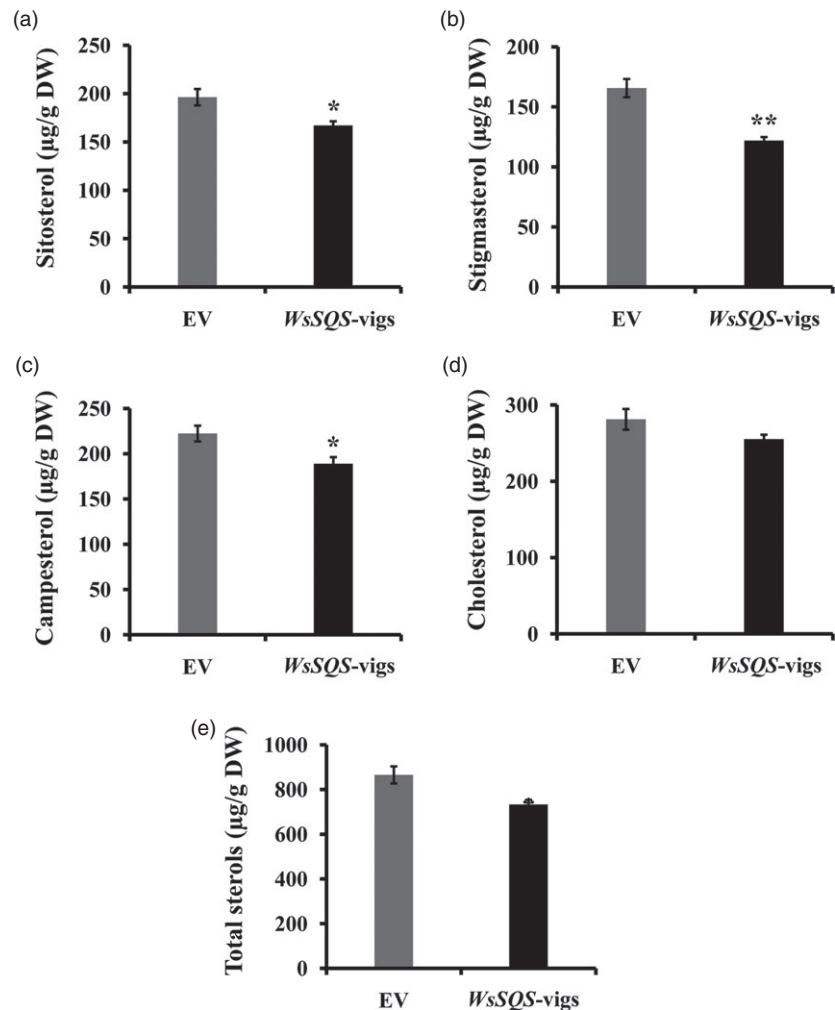 (a)
Sitosterol (µg/g DW)
250
200
150
100
50
0
*
EV
WsSQS-vigs
(b)
Stigmasterol (µg/g DW)
200
150
100
50
0
**
EV
WsSQS-vigs
(c)
Campesterol (µg/g DW)
250
200
150
100
50
0
*
EV
WsSQS-vigs
(d)
Cholesterol (µg/g DW)
300
200
100
0
EV
WsSQS-vigs
(e)
Total sterols (µg/g DW)
1000
800
600
400
200
0
*
EV
WsSQS-vigs